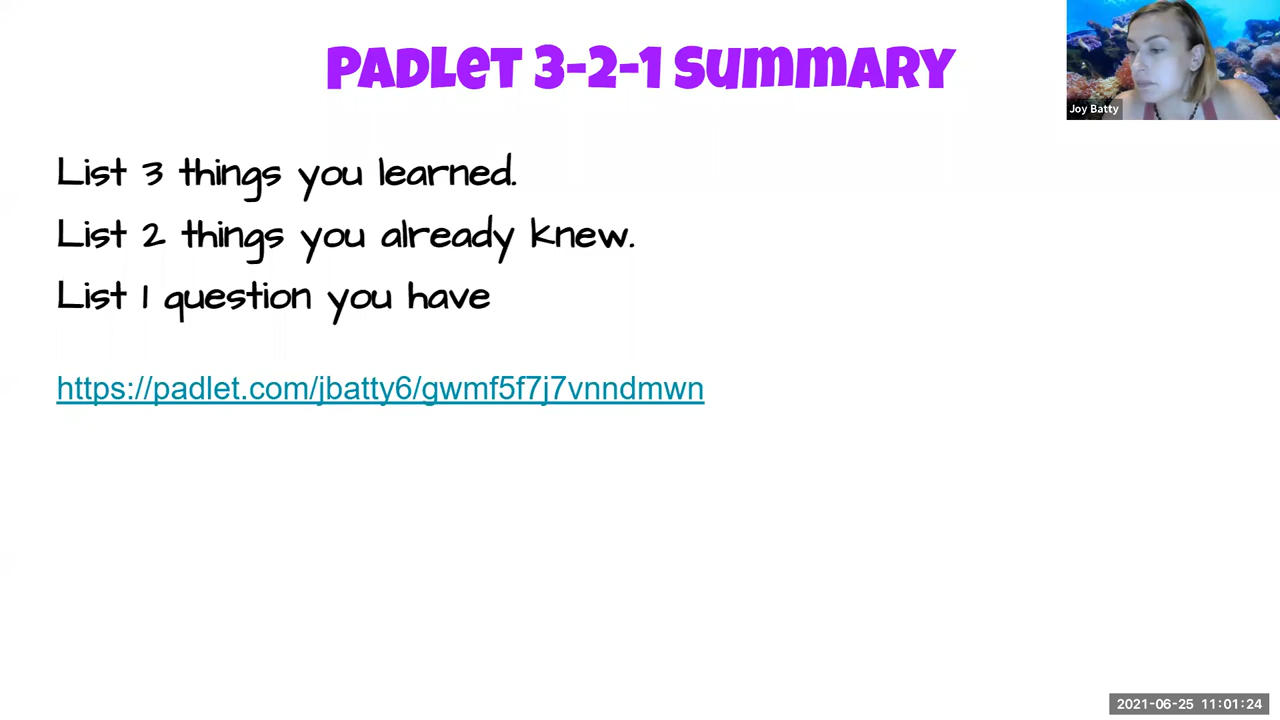 PADLET 3-2-1 SUMMARY
Joy Batty
List 3 things you learned.
List 2 things you already knew.
List 1 question you have
https://padlet.com/jbatty6/gwmf5f7j7vnndmwn
2021-06-25 11:01:24